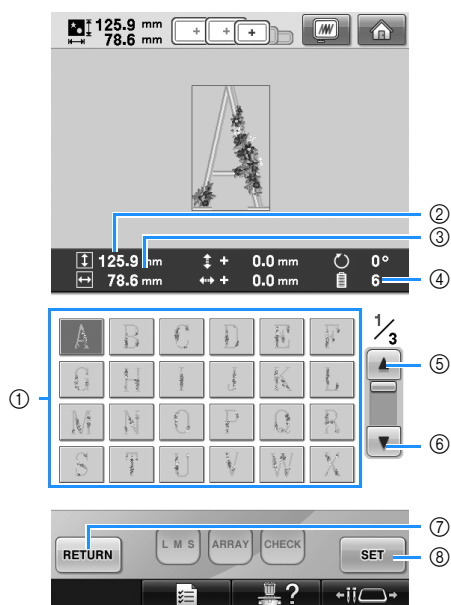 125.9 mm
78.6 mm
②
③
125.9 mm + 0.0 mm 0°
78.6 mm + 0.0 mm 6 ④
A B C D E F 1/3
⑤
G H I J K L
①
M N O P Q R
⑥
S T U V W X
⑦
L M S ARRAY CHECK
RETURN SET ⑧
?